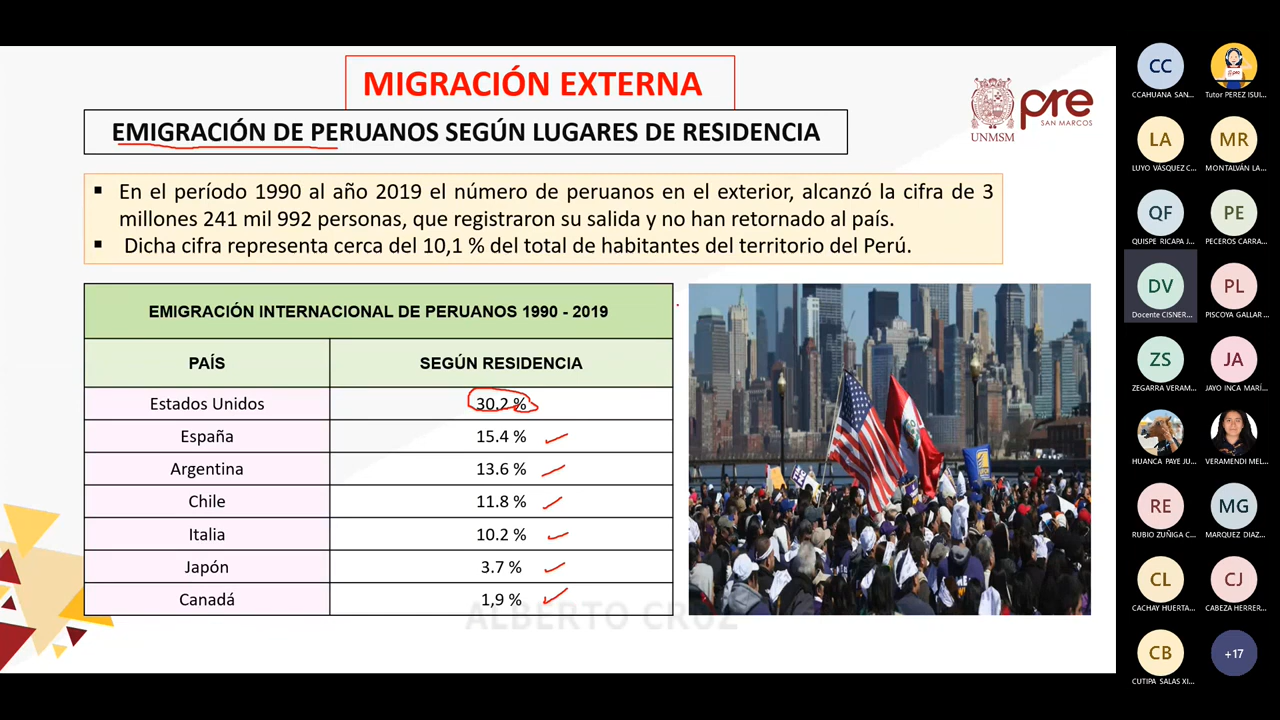 MIGRACIÓN EXTERNA
EMIGRACIÓN DE PERUANOS SEGÚN LUGARES DE RESIDENCIA
UNMSM
pre
SAN MARCOS
▪ En el período 1990 al año 2019 el número de peruanos en el exterior, alcanzó la cifra de 3
millones 241 mil 992 personas, que registraron su salida y no han retornado al país.
▪ Dicha cifra representa cerca del 10,1 % del total de habitantes del territorio del Perú.
EMIGRACIÓN INTERNACIONAL DE PERUANOS 1990 - 2019
PAÍS SEGÚN RESIDENCIA
Estados Unidos 30.2 %
España 15.4 %
Argentina 13.6 %
Chile 11.8 %
Italia 10.2 %
Japón 3.7 %
Canadá 1,9 %
ALBERTO CRUZ
CC
CCAHUANA SAN...
Tutor PEREZ ISUI...
LA MR
LUYO VÁSQUEZ C... MONTALVÁN LA...
QF PE
QUISPE RICAPA J... PECEROS CARRA...
DV PL
Docente CISNER... PISCOYA GALLAR ...
ZS JA
ZEGARRA VERAM... JAYO INCA MARÍ...
HUANCA PAYE JU... VERAMENDI MEL...
RE MG
RUBIO ZUÑIGA C... MARQUEZ DIAZ...
CL CJ
CACHAY HUERTA... CABEZA HERRER...
CB +17
CUTIPA SALAS XI...